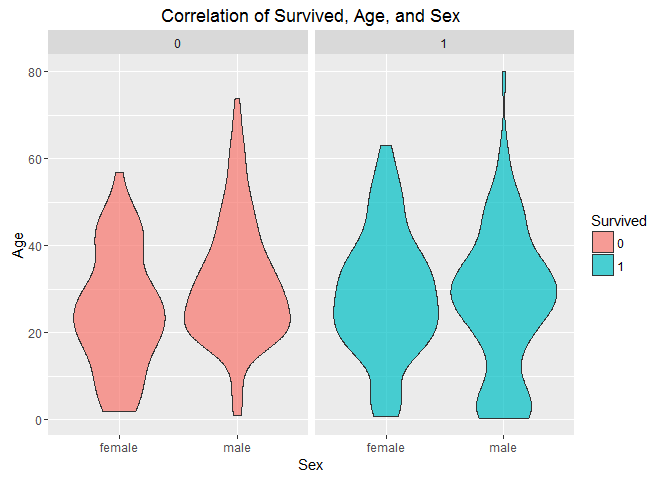 Correlation of Survived, Age, and Sex
0 1
80
60
40
20
0
Age
female male female male
Sex
Survived
0
1